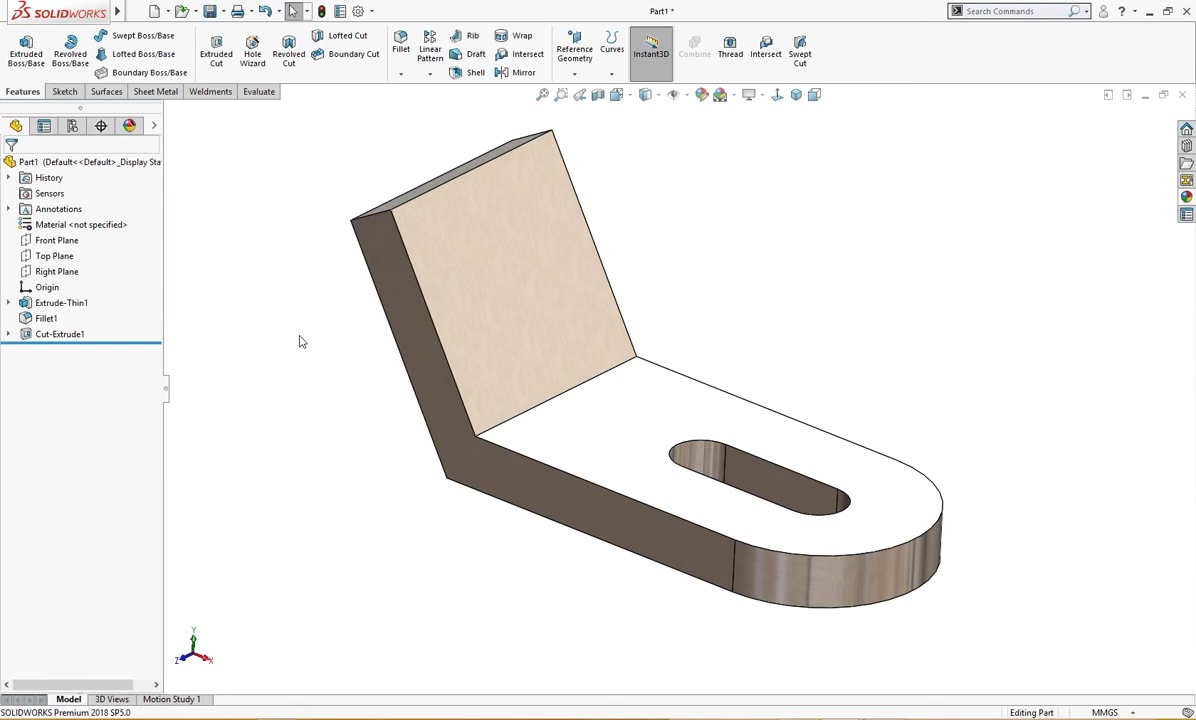 SOLIDWORKS
Part1 *
Search Commands
?
Extruded Boss/Base
Revolved Boss/Base
Swept Boss/Base
Lofted Boss/Base
Boundary Boss/Base
Extruded Cut
Hole Wizard
Revolved Cut
Lofted Cut
Boundary Cut
Fillet
Linear Pattern
Rib
Draft
Shell
Wrap
Intersect
Mirror
Reference Geometry
Curves
Instant3D
Combine
Thread
Intersect
Swept Cut
Features
Sketch
Surfaces
Sheet Metal
Weldments
Evaluate
Part1 (Default<<Default>_Display Sta
History
Sensors
Annotations
Material <not specified>
Front Plane
Top Plane
Right Plane
Origin
Extrude-Thin1
Fillet1
Cut-Extrude1
Y
Z
X
Model
3D Views
Motion Study 1
SOLIDWORKS Premium 2018 SP5.0
Editing Part
MMGS